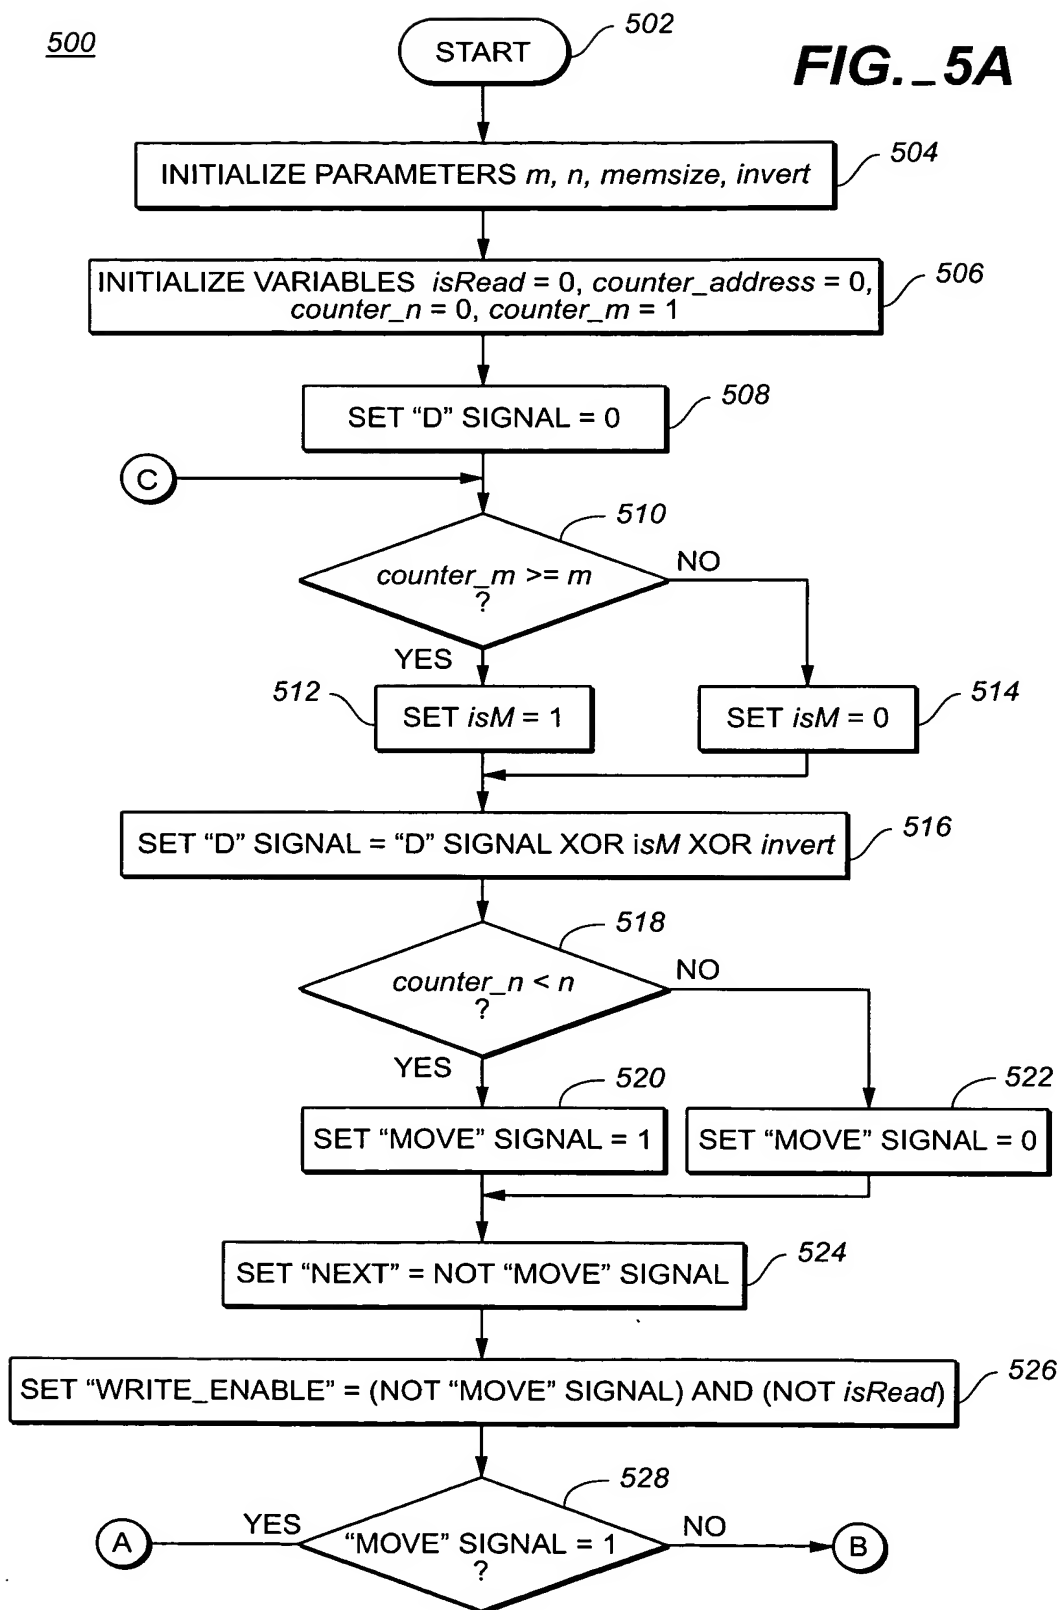 500
START
502
FIG._5A
INITIALIZE PARAMETERS m, n, memsize, invert
504
INITIALIZE VARIABLES isRead = 0, counter_address = 0,
counter_n = 0, counter_m = 1
506
SET “D” SIGNAL = 0
508
C
510
counter_m >= m
?
NO
YES
512
SET isM = 1
SET isM = 0
514
SET “D” SIGNAL = “D” SIGNAL XOR isM XOR invert
516
518
counter_n < n
?
NO
YES
520
522
SET “MOVE” SIGNAL = 1
SET “MOVE” SIGNAL = 0
SET “NEXT” = NOT “MOVE” SIGNAL
524
SET “WRITE_ENABLE” = (NOT “MOVE” SIGNAL) AND (NOT isRead)
526
528
A
YES
“MOVE” SIGNAL = 1
?
NO
B